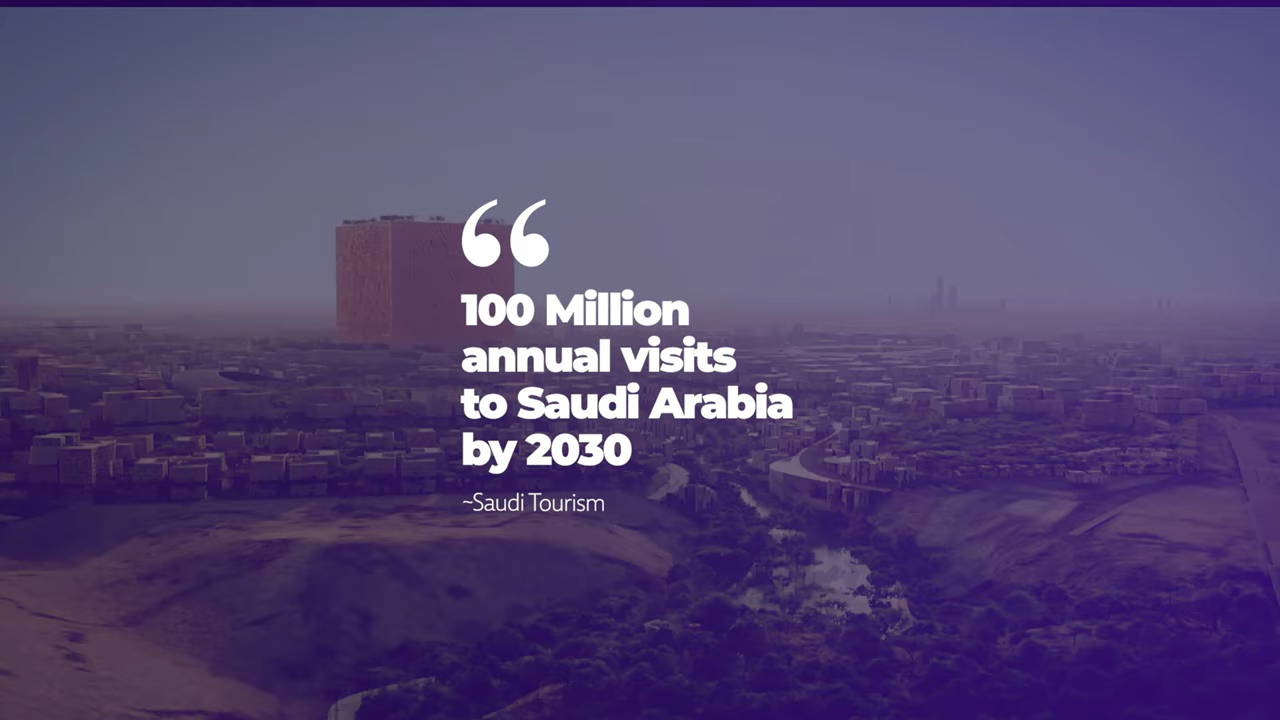 “
100 Million
annual visits
to Saudi Arabia
by 2030
~Saudi Tourism